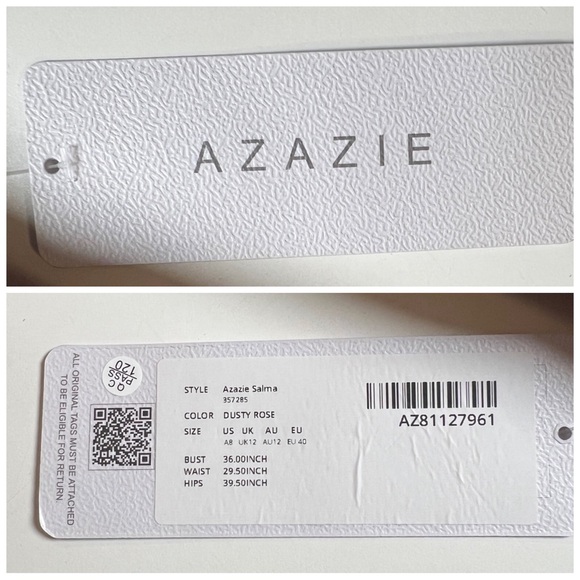 AZAZIE
ALL ORIGINAL TAGS MUST BE ATTACHED
TO BE ELIGIBLE FOR RETURN.
QC
PASS
120
STYLE Azazie Salma
357285
COLOR DUSTY ROSE
SIZE US UK AU EU
A8 UK12 AU12 EU 40
BUST 36.00INCH
WAIST 29.50INCH
HIPS 39.50INCH
AZ81127961